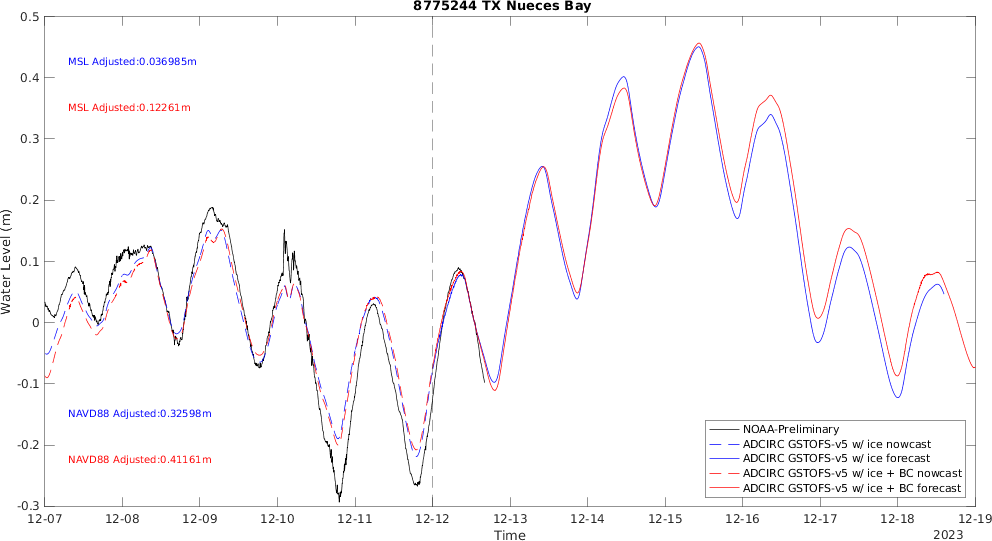 8775244 TX Nueces Bay
0.5
0.4
0.3
0.2
0.1
0
-0.1
-0.2
-0.3
Water Level (m)
MSL Adjusted:0.036985m
MSL Adjusted:0.12261m
NAVD88 Adjusted:0.32598m
NAVD88 Adjusted:0.41161m
NOAA-Preliminary
ADCIRC GSTOFS-v5 w/ ice nowcast
ADCIRC GSTOFS-v5 w/ ice forecast
ADCIRC GSTOFS-v5 w/ ice + BC nowcast
ADCIRC GSTOFS-v5 w/ ice + BC forecast
12-07 12-08 12-09 12-10 12-11 12-12 12-13 12-14 12-15 12-16 12-17 12-18 12-19
Time
2023